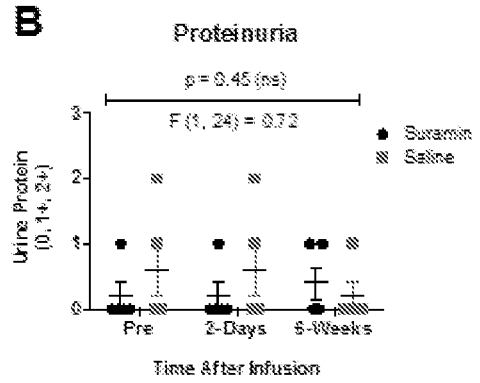 B
Proteinuria
p = 0.45 (ns)
F (1, 24) = 0.72
Suramin
Saline
Urine Protein
(0, 1+, 2+)
3
2
1
0
Pre 2-Days 6-Weeks
Time After Infusion